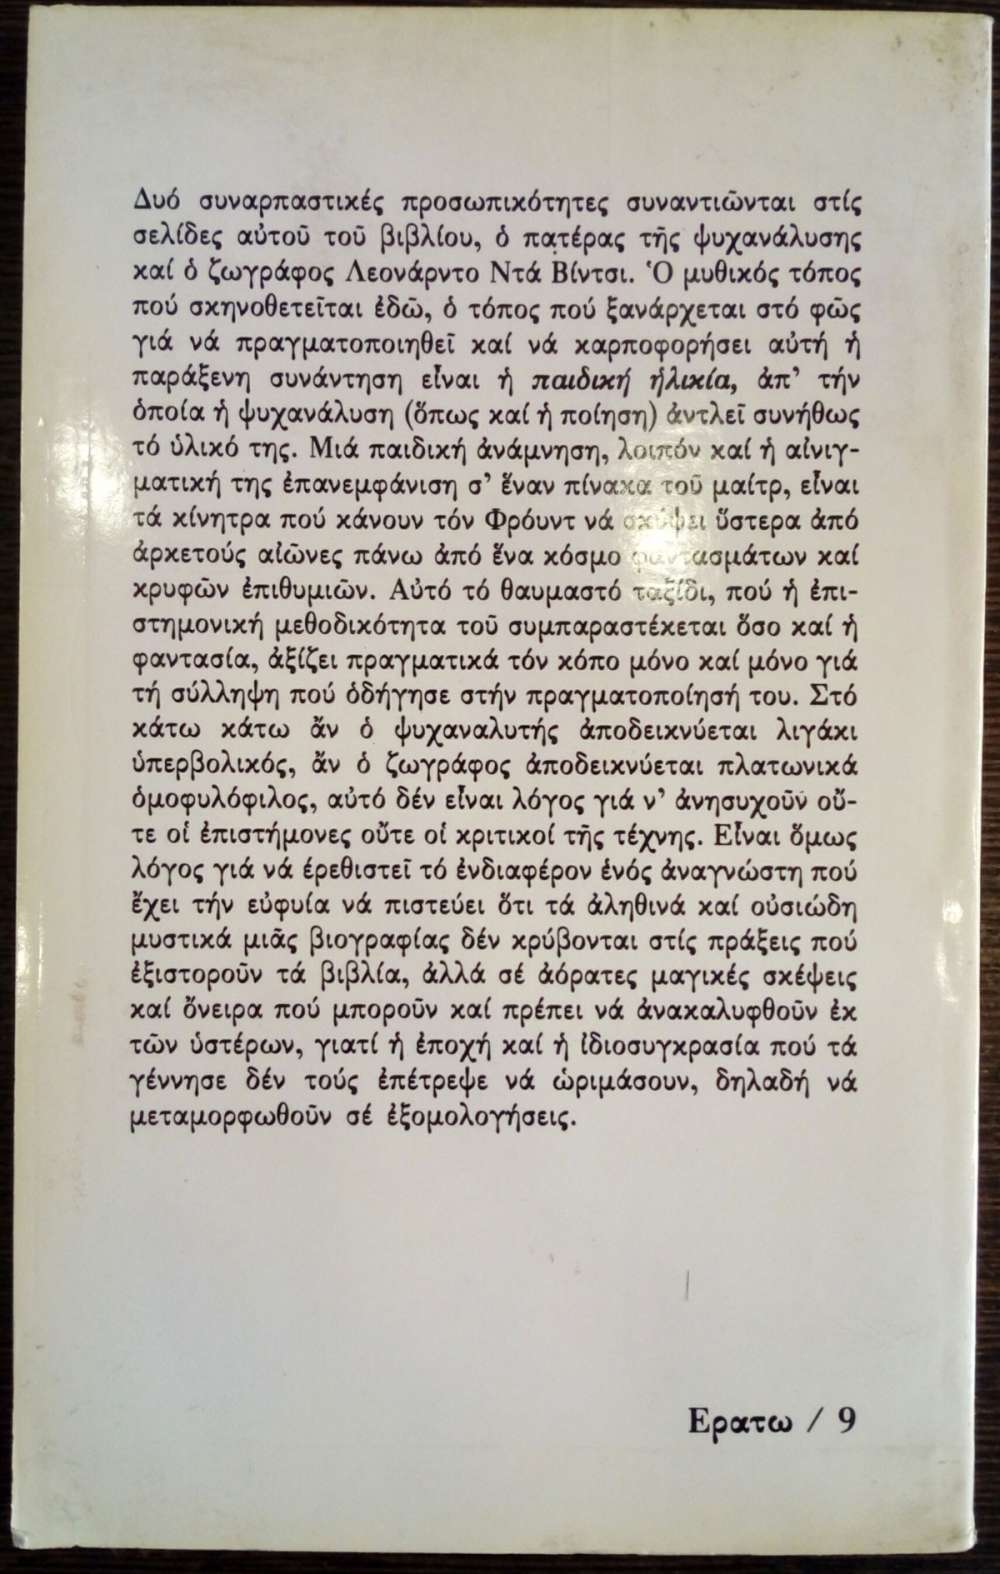 Δυό συναρπαστικές προσωπικότητες συναντιῶνται στίς
σελίδες αὐτοῦ τοῦ βιβλίου, ὁ πατέρας τῆς ψυχανάλυσης
καί ὁ ζωγράφος Λεονάρντο Ντά Βίντσι. Ὁ μυθικός τόπος
πού σκηνοθετεῖται ἐδῶ, ὁ τόπος πού ξανάρχεται στό φῶς
γιά νά πραγματοποιηθεῖ καί νά καρποφορήσει αὐτή ἡ
παράξενη συνάντηση εἶναι ἡ παιδική ἡλικία, ἀπ' τήν
ὁποία ἡ ψυχανάλυση (ὅπως καί ἡ ποίηση) ἀντλεῖ συνήθως
τό ὑλικό της. Μιά παιδική ἀνάμνηση, λοιπόν καί ἡ αἰνιγ-
ματική της ἐπανεμφάνιση σ' ἕναν πίνακα τοῦ μαίτρ, εἶναι
τά κίνητρα πού κάνουν τόν Φρόυντ νά σκύψει ὕστερα ἀπό
ἀρκετούς αἰῶνες πάνω ἀπό ἕνα κόσμο φαντασμάτων καί
κρυφῶν ἐπιθυμιῶν. Αὐτό τό θαυμαστό ταξίδι, πού ἡ ἐπι-
στημονική μεθοδικότητα τοῦ συμπαραστέκεται ὅσο καί ἡ
φαντασία, ἀξίζει πραγματικά τόν κόπο μόνο καί μόνο γιά
τή σύλληψη πού ὁδήγησε στήν πραγματοποίησή του. Στό
κάτω κάτω ἄν ὁ ψυχαναλυτής ἀποδεικνύεται λιγάκι
ὑπερβολικός, ἄν ὁ ζωγράφος ἀποδεικνύεται πλατωνικά
ὁμοφυλόφιλος, αὐτό δέν εἶναι λόγος γιά ν' ἀνησυχοῦν οὔ-
τε οἱ ἐπιστήμονες οὔτε οἱ κριτικοί τῆς τέχνης. Εἶναι ὅμως
λόγος γιά νά ἐρεθιστεῖ τό ἐνδιαφέρον ἑνός ἀναγνώστη πού
ἔχει τήν εὐφυία νά πιστεύει ὅτι τά ἀληθινά καί οὐσιώδη
μυστικά μιᾶς βιογραφίας δέν κρύβονται στίς πράξεις πού
ἐξιστοροῦν τά βιβλία, ἀλλά σέ ἀόρατες μαγικές σκέψεις
καί ὄνειρα πού μποροῦν καί πρέπει νά ἀνακαλυφθοῦν ἐκ
τῶν ὑστέρων, γιατί ἡ ἐποχή καί ἡ ἰδιοσυγκρασία πού τά
γέννησε δέν τούς ἐπέτρεψε νά ὡριμάσουν, δηλαδή νά
μεταμορφωθοῦν σέ ἐξομολογήσεις.
Ερατω / 9